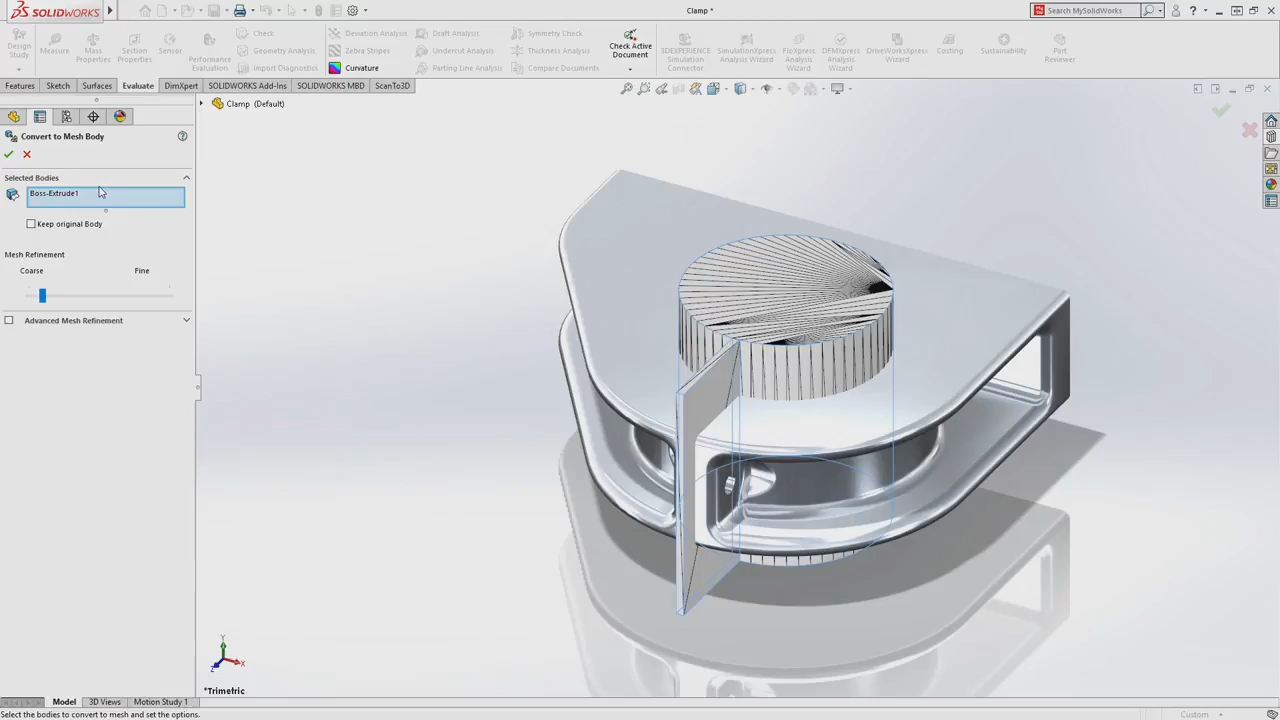 SOLIDWORKS
Clamp *
Search MySolidWorks
Design Study
Measure
Mass Properties
Section Properties
Sensor
Performance Evaluation
Check
Geometry Analysis
Import Diagnostics
Deviation Analysis
Zebra Stripes
Curvature
Draft Analysis
Undercut Analysis
Parting Line Analysis
Symmetry Check
Thickness Analysis
Compare Documents
Check Active Document
3DEXPERIENCE Simulation Connector
SimulationXpress Analysis Wizard
FloXpress Analysis Wizard
DFMXpress Analysis Wizard
DriveWorksXpress Wizard
Costing
Sustainability
Part Reviewer
Features
Sketch
Surfaces
Evaluate
DimXpert
SOLIDWORKS Add-Ins
SOLIDWORKS MBD
ScanTo3D
Clamp (Default)
Convert to Mesh Body
Selected Bodies
Boss-Extrude1
Keep original Body
Mesh Refinement
Coarse
Fine
Advanced Mesh Refinement
Y
X
Z
*Trimetric
Model
3D Views
Motion Study 1
Select the bodies to convert to mesh and set the options.
Custom